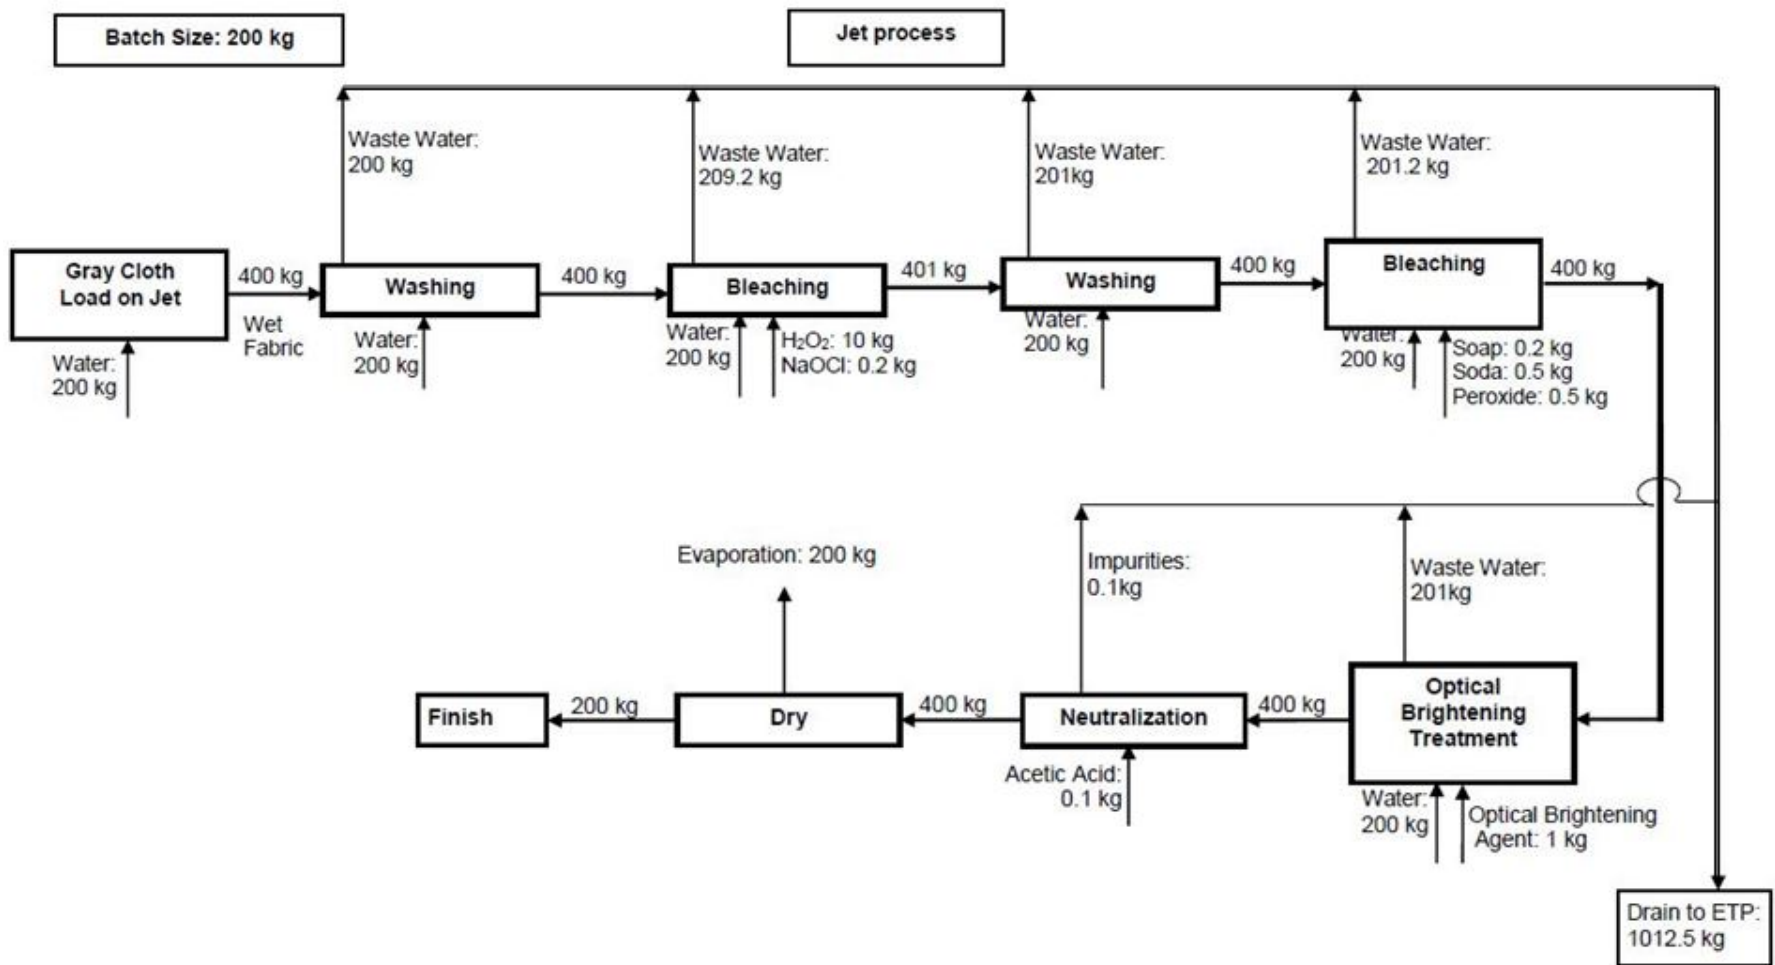 Batch Size: 200 kg
Jet process
Waste Water:
200 kg
Waste Water:
209.2 kg
Waste Water:
201kg
Waste Water:
201.2 kg
Gray Cloth
Load on Jet
400 kg
Wet
Fabric
Washing
400 kg
Bleaching
401 kg
Washing
400 kg
Bleaching
400 kg
Water:
200 kg
Water:
200 kg
Water:
200 kg
H₂O₂: 10 kg
NaOCl: 0.2 kg
Water:
200 kg
Water:
200 kg
Soap: 0.2 kg
Soda: 0.5 kg
Peroxide: 0.5 kg
Evaporation: 200 kg
Impurities:
0.1kg
Waste Water:
201kg
Finish
200 kg
Dry
400 kg
Neutralization
400 kg
Optical
Brightening
Treatment
Acetic Acid:
0.1 kg
Water:
200 kg
Optical Brightening
Agent: 1 kg
Drain to ETP:
1012.5 kg